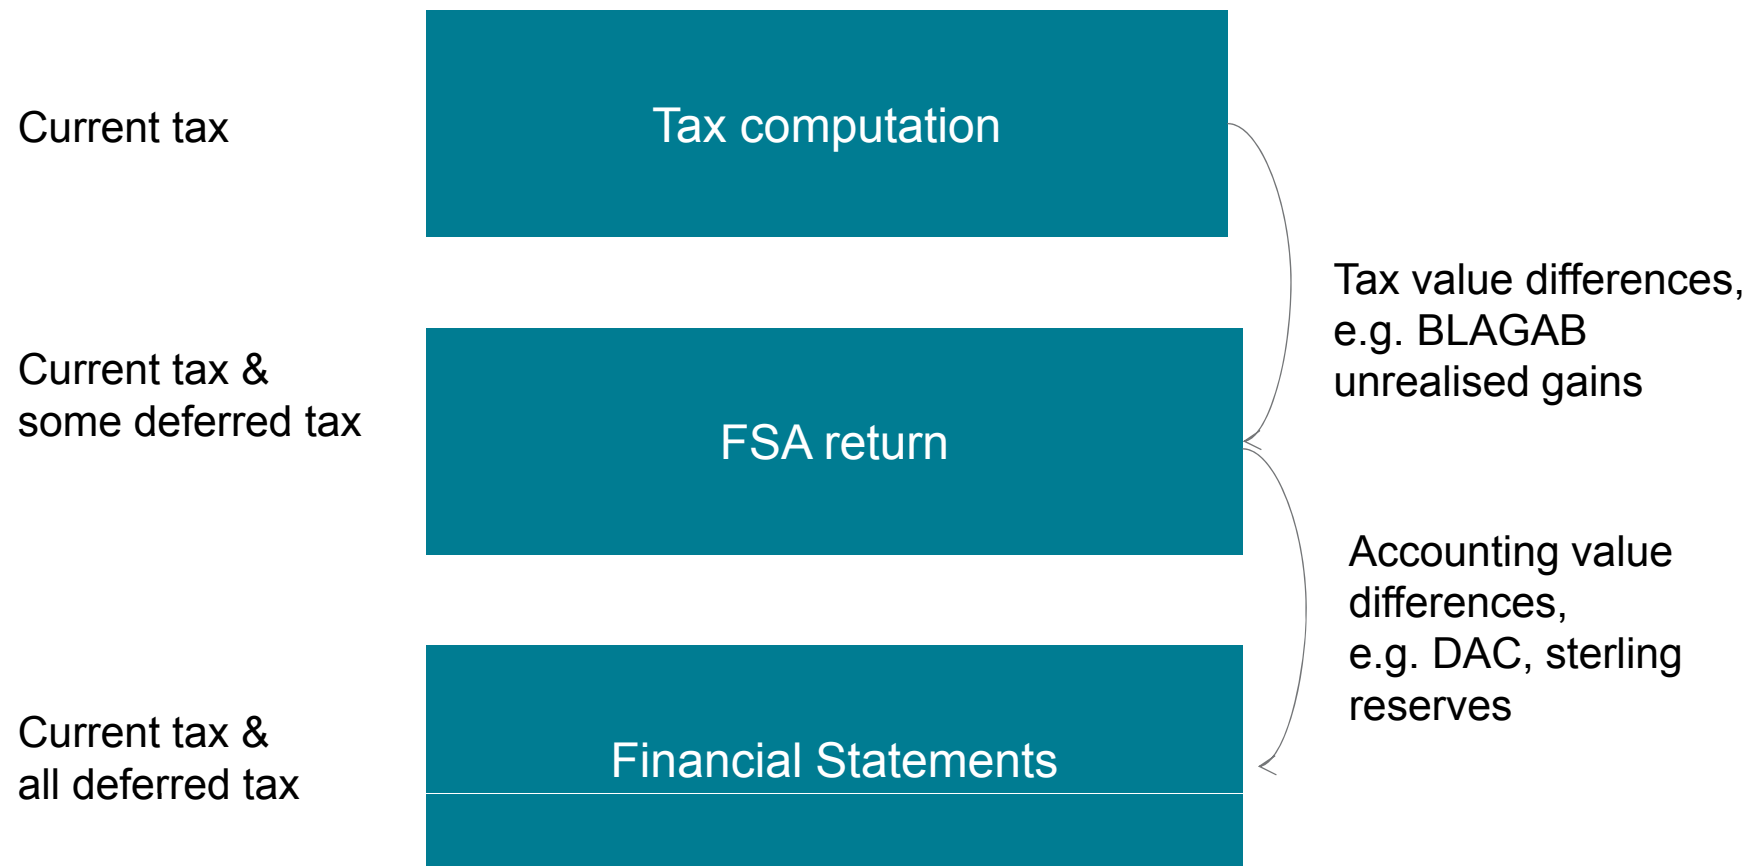 Current tax
Tax computation
Tax value differences,
e.g. BLAGAB
unrealised gains
Current tax &
some deferred tax
FSA return
Accounting value
differences,
e.g. DAC, sterling
reserves
Current tax &
all deferred tax
Financial Statements